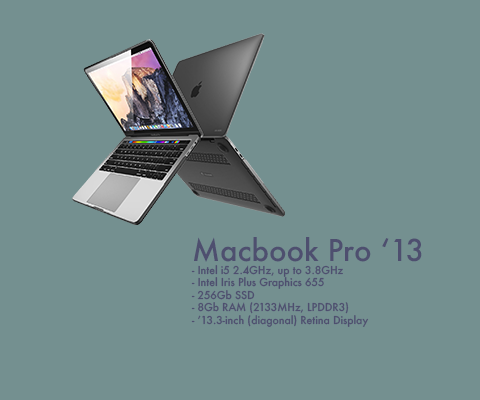 Macbook Pro ‘13
- Intel i5 2.4GHz, up to 3.8GHz
- Intel Iris Plus Graphics 655
- 256Gb SSD
- 8Gb RAM (2133MHz, LPDDR3)
- ‘13.3-inch (diagonal) Retina Display